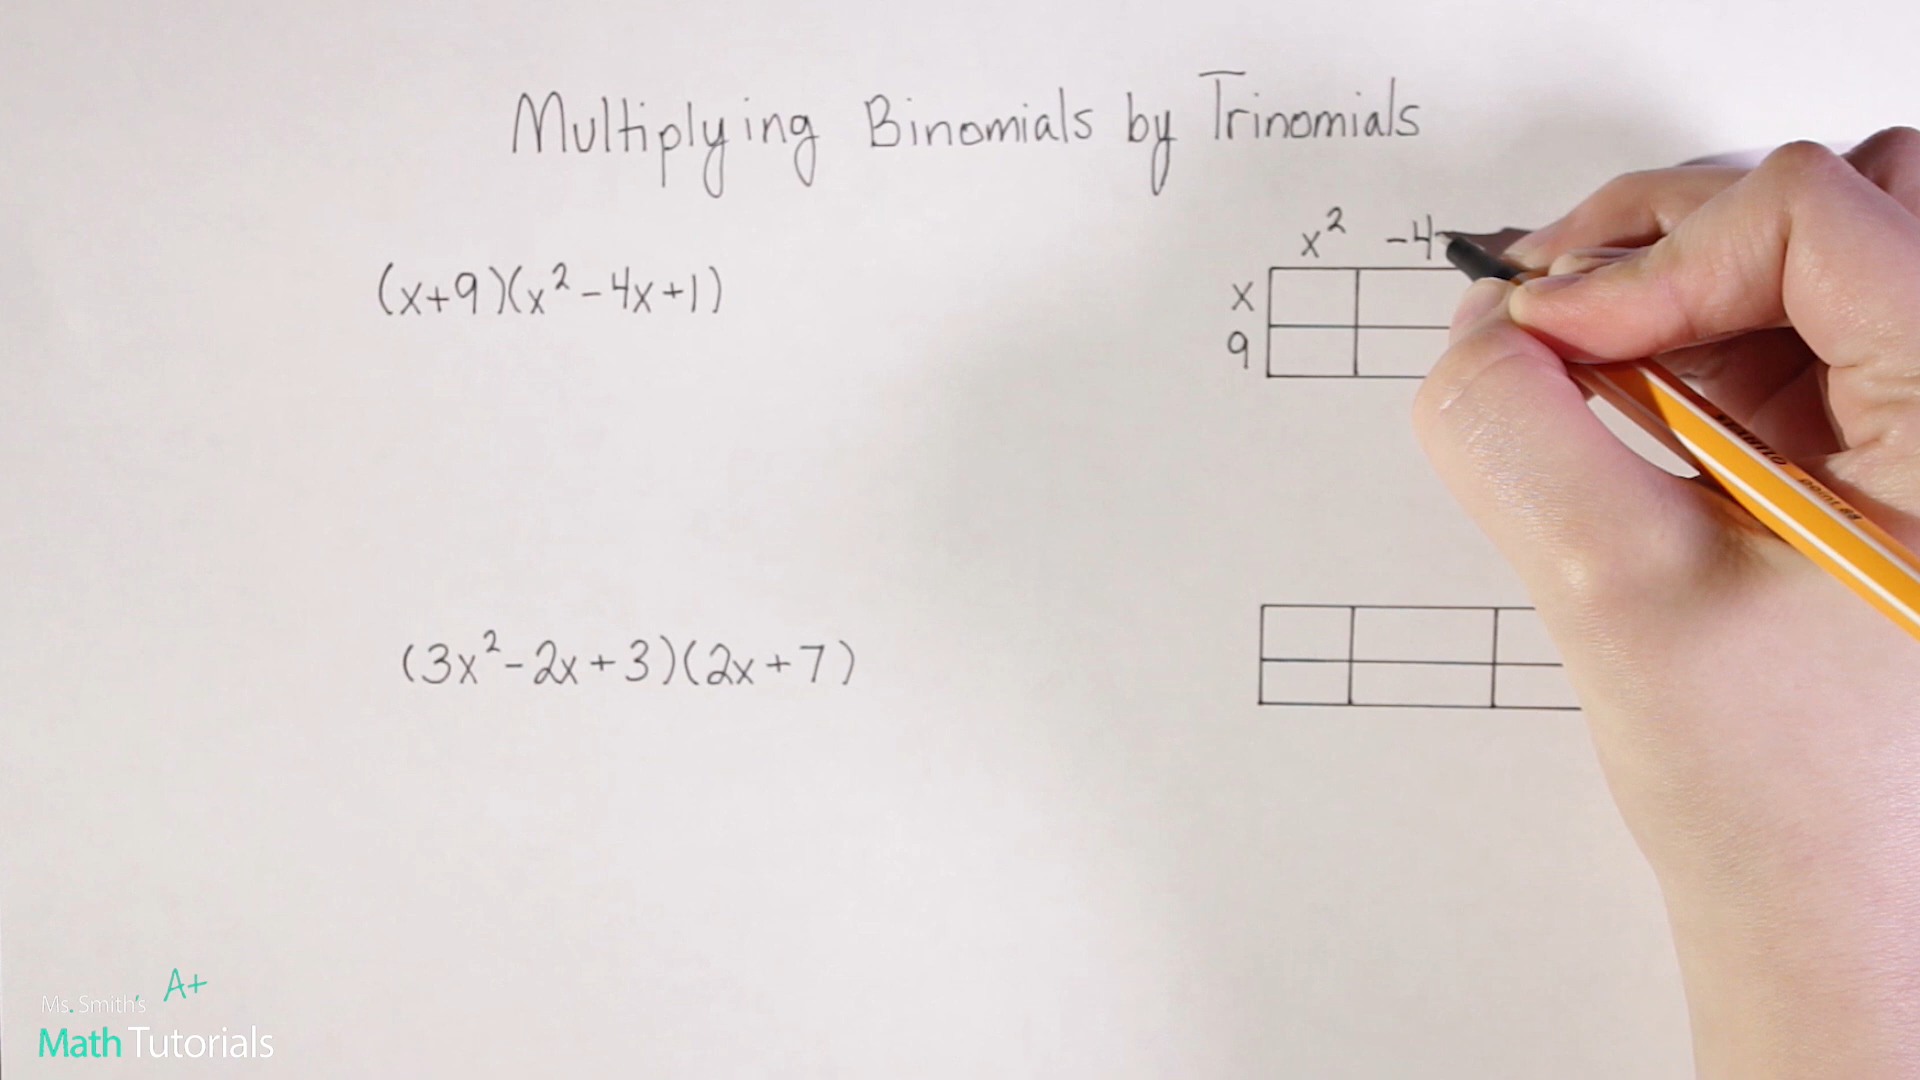 Multiplying Binomials by Trinomials
x² -4
(x+9)(x²-4x+1)
x
9
(3x²-2x+3)(2x+7)
A+
Ms. Smith's
Math Tutorials